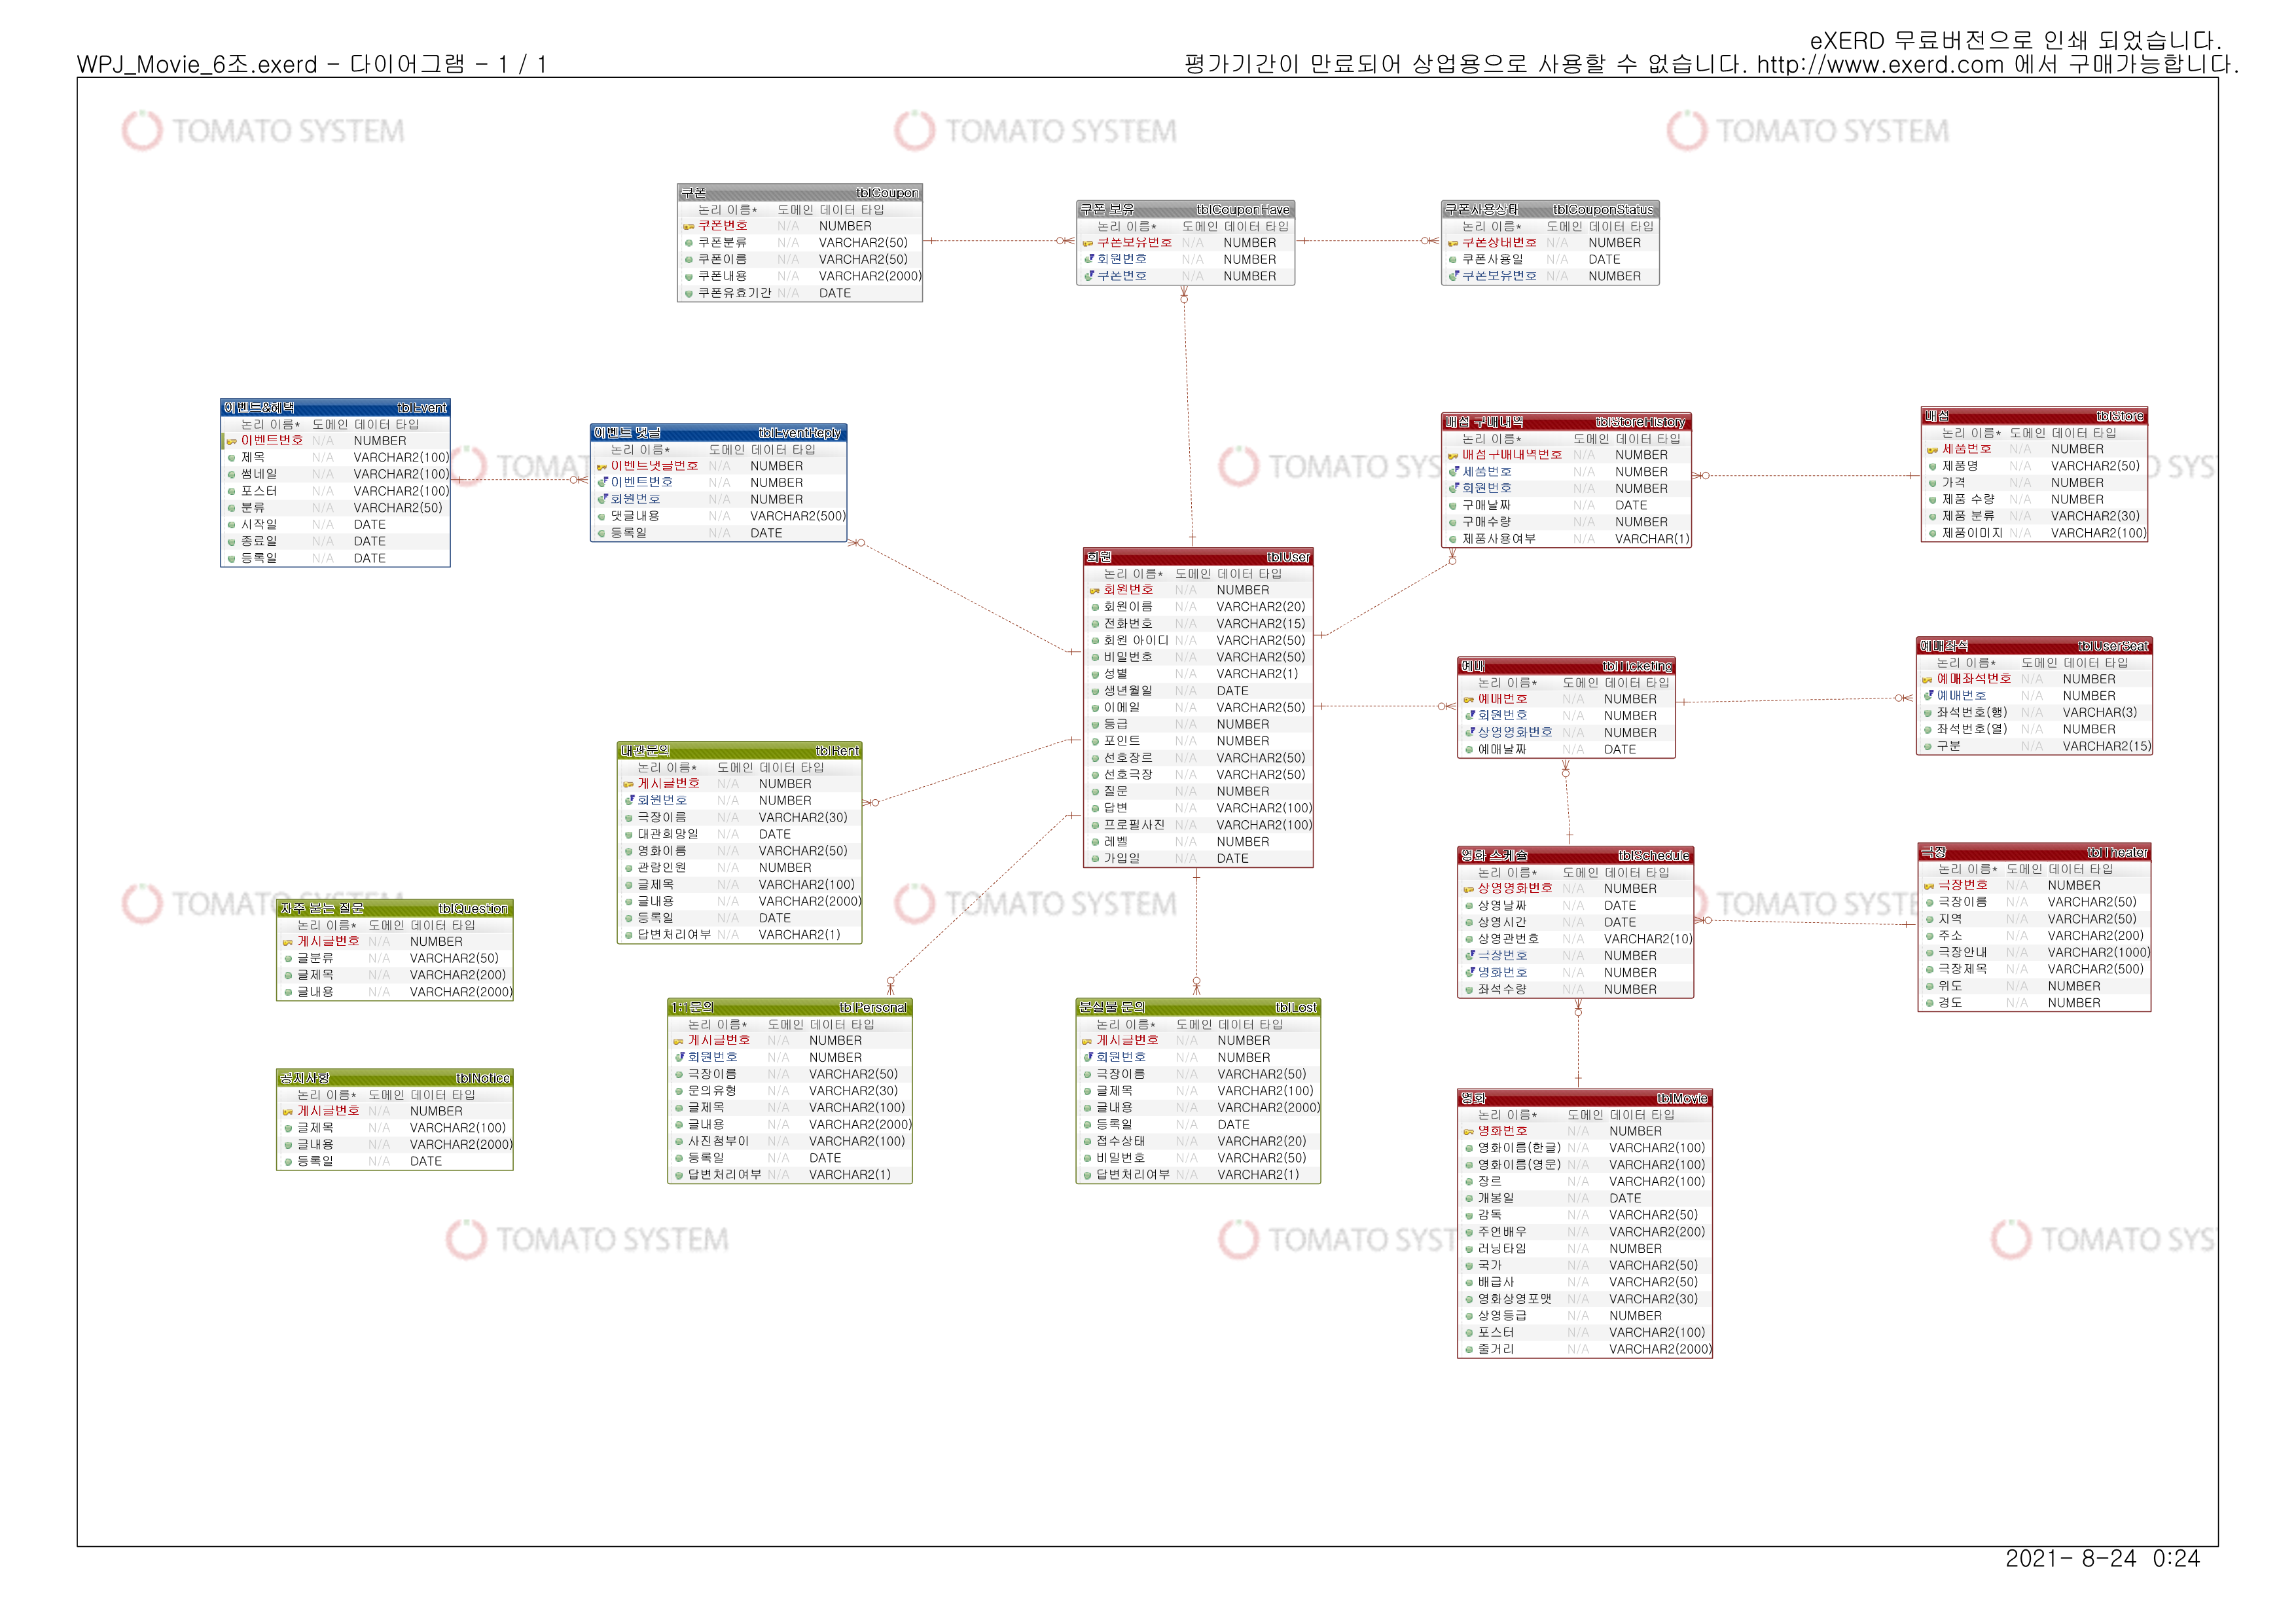 eXERD 무료버전으로 인쇄 되었습니다.
WPJ_Movie_6조.exerd - 다이어그램 - 1 / 1
평가기간이 만료되어 상업용으로 사용할 수 없습니다. http://www.exerd.com 에서 구매가능합니다.
TOMATO SYSTEM
TOMATO SYSTEM
TOMATO SYSTEM
쿠폰 tblCoupon
논리 이름* 도메인 데이터 타입
쿠폰번호 N/A NUMBER
쿠폰분류 N/A VARCHAR2(50)
쿠폰이름 N/A VARCHAR2(50)
쿠폰내용 N/A VARCHAR2(2000)
쿠폰유효기간 N/A DATE
쿠폰 보유 tblCouponHave
논리 이름* 도메인 데이터 타입
쿠폰보유번호 N/A NUMBER
회원번호 N/A NUMBER
쿠폰번호 N/A NUMBER
쿠폰사용상태 tblCouponStatus
논리 이름* 도메인 데이터 타입
쿠폰상태번호 N/A NUMBER
쿠폰사용일 N/A DATE
쿠폰보유번호 N/A NUMBER
이벤트&혜택 tblEvent
논리 이름* 도메인 데이터 타입
이벤트번호 N/A NUMBER
제목 N/A VARCHAR2(100)
썸네일 N/A VARCHAR2(100)
포스터 N/A VARCHAR2(100)
분류 N/A VARCHAR2(50)
시작일 N/A DATE
종료일 N/A DATE
등록일 N/A DATE
TOMAT
이벤트 댓글 tblEventReply
논리 이름* 도메인 데이터 타입
이벤트댓글번호 N/A NUMBER
이벤트번호 N/A NUMBER
회원번호 N/A NUMBER
댓글내용 N/A VARCHAR2(500)
등록일 N/A DATE
TOMATO SYS
매점 구매내역 tblStoreHistory
논리 이름* 도메인 데이터 타입
매점구매내역번호 N/A NUMBER
제품번호 N/A NUMBER
회원번호 N/A NUMBER
구매날짜 N/A DATE
구매수량 N/A NUMBER
제품사용여부 N/A VARCHAR(1)
매점 tblStore
논리 이름* 도메인 데이터 타입
제품번호 N/A NUMBER
제품명 N/A VARCHAR2(50)
가격 N/A NUMBER
제품 수량 N/A NUMBER
제품 분류 N/A VARCHAR2(30)
제품이미지 N/A VARCHAR2(100)
SYS
회원 tblUser
논리 이름* 도메인 데이터 타입
회원번호 N/A NUMBER
회원이름 N/A VARCHAR2(20)
전화번호 N/A VARCHAR2(15)
회원 아이디 N/A VARCHAR2(50)
비밀번호 N/A VARCHAR2(50)
성별 N/A VARCHAR2(1)
생년월일 N/A DATE
이메일 N/A VARCHAR2(50)
등급 N/A NUMBER
포인트 N/A NUMBER
선호장르 N/A VARCHAR2(50)
선호극장 N/A VARCHAR2(50)
질문 N/A NUMBER
답변 N/A VARCHAR2(100)
프로필사진 N/A VARCHAR2(100)
레벨 N/A NUMBER
가입일 N/A DATE
예매 tblTicketing
논리 이름* 도메인 데이터 타입
예매번호 N/A NUMBER
회원번호 N/A NUMBER
상영영화번호 N/A NUMBER
예매날짜 N/A DATE
예매좌석 tblUserSeat
논리 이름* 도메인 데이터 타입
예매좌석번호 N/A NUMBER
예매번호 N/A NUMBER
좌석번호(행) N/A VARCHAR(3)
좌석번호(열) N/A NUMBER
구분 N/A VARCHAR2(15)
대관문의 tblRent
논리 이름* 도메인 데이터 타입
게시글번호 N/A NUMBER
회원번호 N/A NUMBER
극장이름 N/A VARCHAR2(30)
대관희망일 N/A DATE
영화이름 N/A VARCHAR2(50)
관람인원 N/A NUMBER
글제목 N/A VARCHAR2(100)
글내용 N/A VARCHAR2(2000)
등록일 N/A DATE
답변처리여부 N/A VARCHAR2(1)
TOMATO SYSTEM
자주 묻는 질문 tblQuestion
논리 이름* 도메인 데이터 타입
게시글번호 N/A NUMBER
글분류 N/A VARCHAR2(50)
글제목 N/A VARCHAR2(200)
글내용 N/A VARCHAR2(2000)
TOMATO SYSTEM
영화 스케줄 tblSchedule
논리 이름* 도메인 데이터 타입
상영영화번호 N/A NUMBER
상영날짜 N/A DATE
상영시간 N/A DATE
상영관번호 N/A VARCHAR2(10)
극장번호 N/A NUMBER
영화번호 N/A NUMBER
좌석수량 N/A NUMBER
TOMATO SYSTE
극장 tblTheater
논리 이름* 도메인 데이터 타입
극장번호 N/A NUMBER
극장이름 N/A VARCHAR2(50)
지역 N/A VARCHAR2(50)
주소 N/A VARCHAR2(200)
극장안내 N/A VARCHAR2(1000)
극장제목 N/A VARCHAR2(500)
위도 N/A NUMBER
경도 N/A NUMBER
공지사항 tblNotice
논리 이름* 도메인 데이터 타입
게시글번호 N/A NUMBER
글제목 N/A VARCHAR2(100)
글내용 N/A VARCHAR2(2000)
등록일 N/A DATE
1:1문의 tblPersonal
논리 이름* 도메인 데이터 타입
게시글번호 N/A NUMBER
회원번호 N/A NUMBER
극장이름 N/A VARCHAR2(50)
문의유형 N/A VARCHAR2(30)
글제목 N/A VARCHAR2(100)
글내용 N/A VARCHAR2(2000)
사진첨부이 N/A VARCHAR2(100)
등록일 N/A DATE
답변처리여부 N/A VARCHAR2(1)
분실물 문의 tblLost
논리 이름* 도메인 데이터 타입
게시글번호 N/A NUMBER
회원번호 N/A NUMBER
극장이름 N/A VARCHAR2(50)
글제목 N/A VARCHAR2(100)
글내용 N/A VARCHAR2(2000)
등록일 N/A DATE
접수상태 N/A VARCHAR2(20)
비밀번호 N/A VARCHAR2(50)
답변처리여부 N/A VARCHAR2(1)
영화 tblMovie
논리 이름* 도메인 데이터 타입
영화번호 N/A NUMBER
영화이름(한글) N/A VARCHAR2(100)
영화이름(영문) N/A VARCHAR2(100)
장르 N/A VARCHAR2(100)
개봉일 N/A DATE
감독 N/A VARCHAR2(50)
주연배우 N/A VARCHAR2(200)
러닝타임 N/A NUMBER
국가 N/A VARCHAR2(50)
배급사 N/A VARCHAR2(50)
영화상영포맷 N/A VARCHAR2(30)
상영등급 N/A NUMBER
포스터 N/A VARCHAR2(100)
줄거리 N/A VARCHAR2(2000)
TOMATO SYSTEM
TOMATO SYST
TOMATO SYS
2021- 8-24 0:24